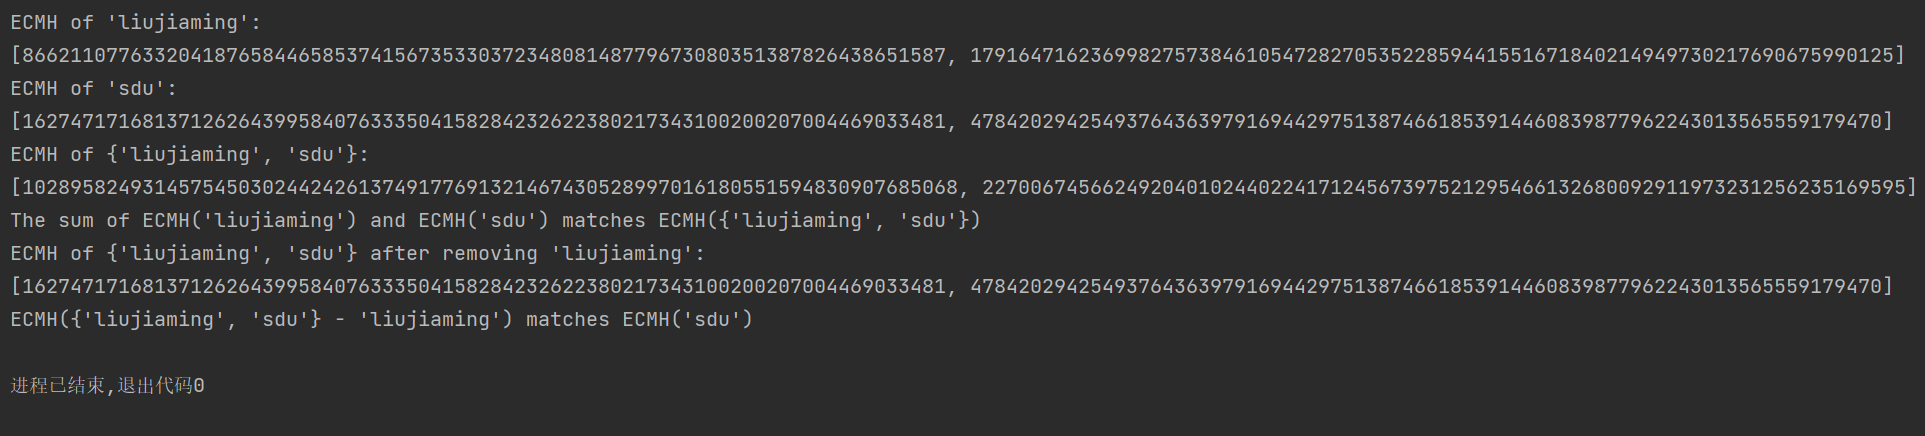 ECMH of 'liujiaming':
[86621107763320418765844658537415673533037234808148779673080351387826438651587, 17916471623699827573846105472827053522859441551671840214949730217690675990125]
ECMH of 'sdu':
[16274717168137126264399584076333504158284232622380217343100200207004469033481, 47842029425493764363979169442975138746618539144608398779622430135655559179470]
ECMH of {'liujiaming', 'sdu'}:
[102895824931457545030244242613749177691321467430528997016180551594830907685068, 22700674566249204010244022417124567397521295466132680092911973231256235169595]
The sum of ECMH('liujiaming') and ECMH('sdu') matches ECMH({'liujiaming', 'sdu'})
ECMH of {'liujiaming', 'sdu'} after removing 'liujiaming':
[16274717168137126264399584076333504158284232622380217343100200207004469033481, 47842029425493764363979169442975138746618539144608398779622430135655559179470]
ECMH({'liujiaming', 'sdu'} - 'liujiaming') matches ECMH('sdu')
进程已结束,退出代码0